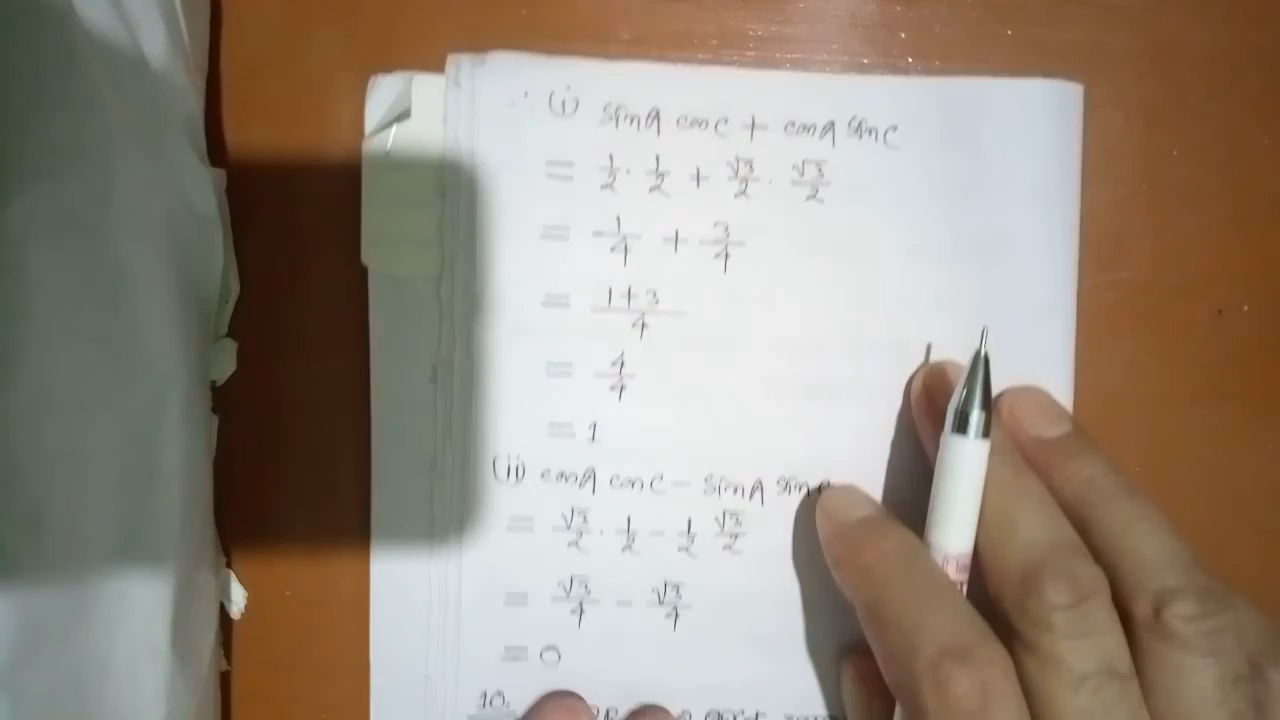 (i) sinA cosC + cosA sinC
= 1/2 . 1/2 + √3/2 . √3/2
= 1/4 + 3/4
= 1+3/4
= 4/4
= 1
(ii) cosA cosC - sinA sinC
= √3/2 . 1/2 - 1/2 √3/2
= √3/4 - √3/4
= 0
10.